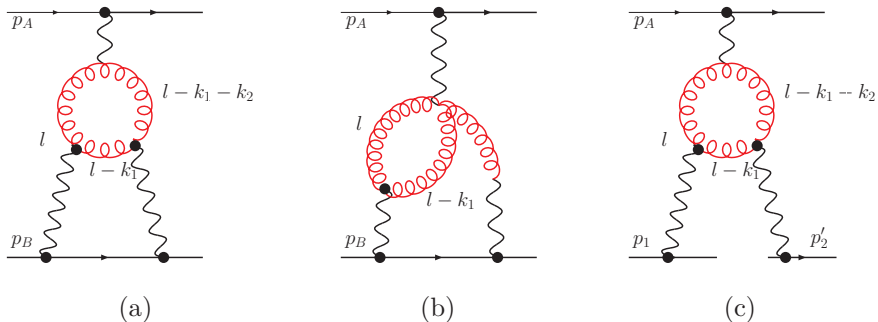 p_A
l − k_1 − k_2
l
l − k_1
p_B
(a)
p_A
l
l − k_1
p_B
(b)
p_A
l − k_1 -- k_2
l
l − k_1
p_1
p'_2
(c)